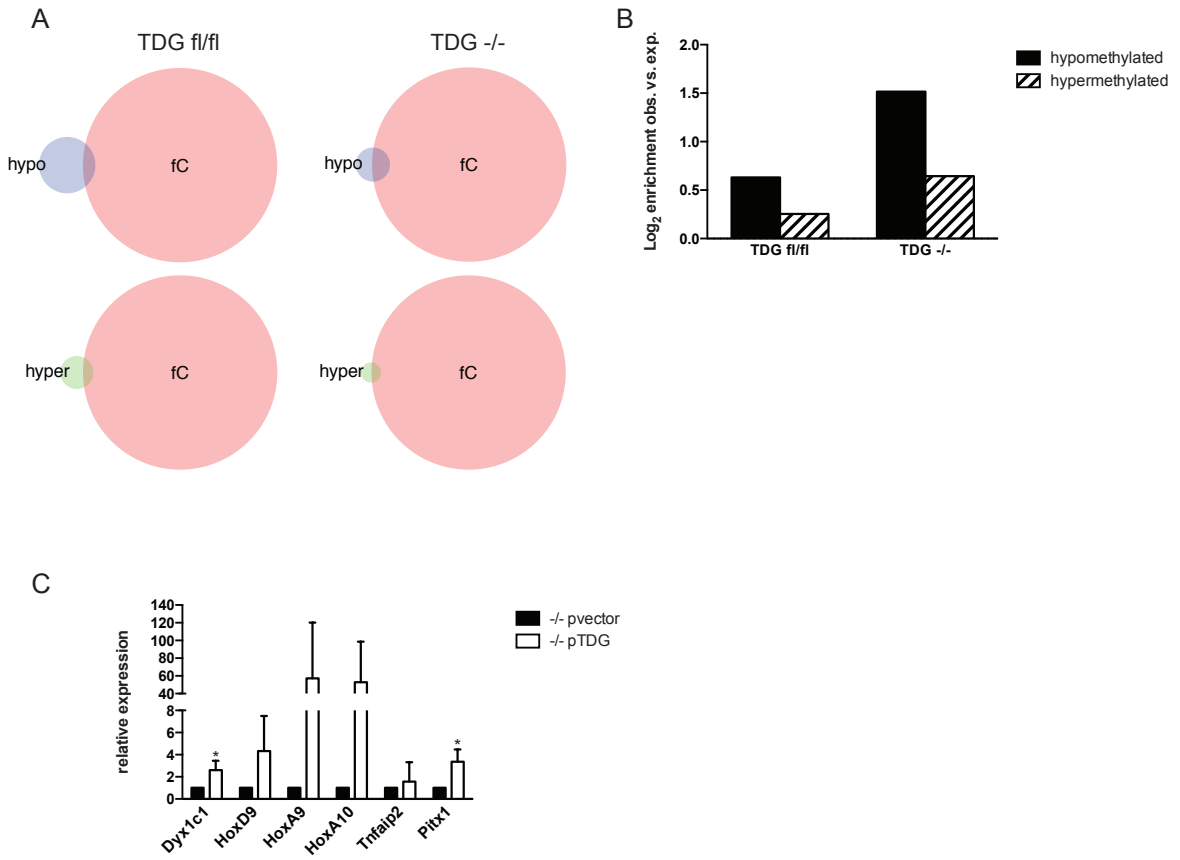 A
TDG fl/fl
TDG -/-
hypo
fC
hypo
fC
hyper
fC
hyper
fC
B
Log2 enrichment obs. vs. exp.
2.0
1.5
1.0
0.5
0.0
TDG fl/fl
TDG -/-
hypomethylated
hypermethylated
C
relative expression
140
120
100
80
60
40
8
6
4
2
0
*
*
Dyx1c1
HoxD9
HoxA9
HoxA10
Tnfaip2
Pitx1
-/- pvector
-/- pTDG